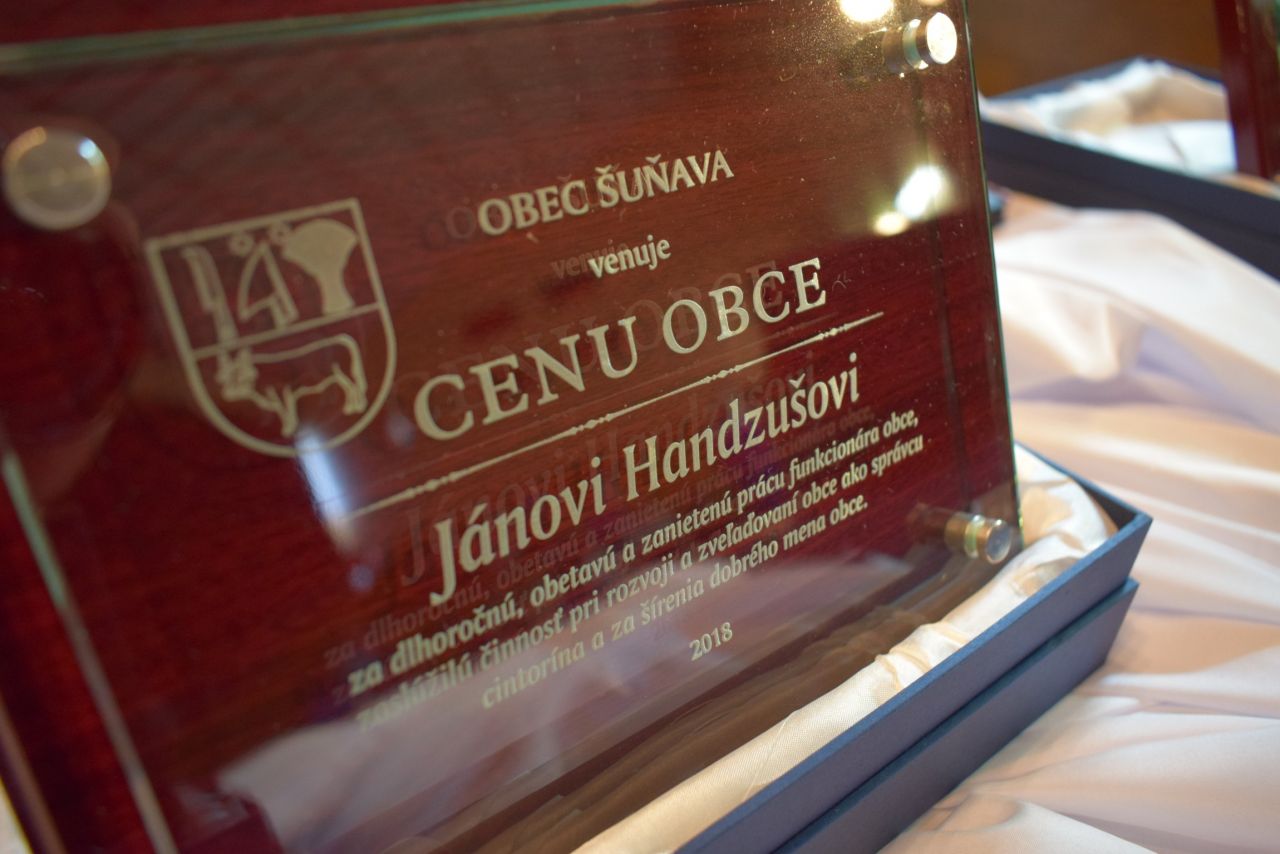 OBEC ŠUŇAVA
venuje
CENU OBCE
Jánovi Handzušovi
za dlhoročnú, obetavú a zanietenú prácu funkcionára obce,
zaslúžilú činnosť pri rozvoji a zveľaďovaní obce ako správcu
cintorína a za šírenia dobrého mena obce.
2018